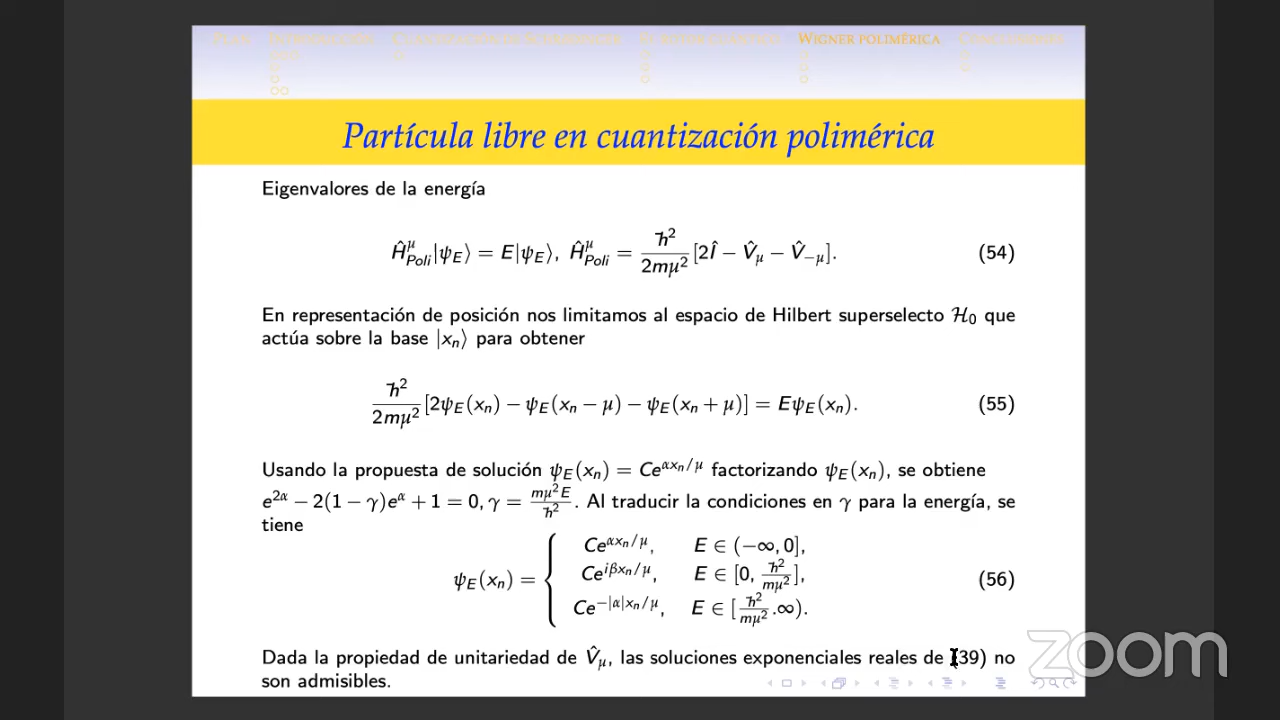 WIGNER POLIMÉRICA
Partícula libre en cuantización polimérica
Eigenvalores de la energía
Ĥ^μ_Poli|ψ_E⟩ = E|ψ_E⟩, Ĥ^μ_Poli = ℏ²/2mμ² [2Î − V̂_μ − V̂_−μ]. (54)
En representación de posición nos limitamos al espacio de Hilbert superselecto ℋ₀ que
actúa sobre la base |x_n⟩ para obtener
ℏ²/2mμ² [2ψ_E(x_n) − ψ_E(x_n − μ) − ψ_E(x_n + μ)] = Eψ_E(x_n). (55)
Usando la propuesta de solución ψ_E(x_n) = Ce^{αx_n/μ} factorizando ψ_E(x_n), se obtiene
e^{2α} − 2(1 − γ)e^α + 1 = 0, γ = mμ²E/ℏ². Al traducir la condiciones en γ para la energía, se
tiene
Ce^{αx_n/μ}, E ∈ (−∞, 0],
ψ_E(x_n) = { Ce^{iβx_n/μ}, E ∈ [0, ℏ²/mμ²], (56)
Ce^{−|α|x_n/μ}, E ∈ [ℏ²/mμ².∞).
Dada la propiedad de unitariedad de V̂_μ, las soluciones exponenciales reales de (39) no
son admisibles.
zoom